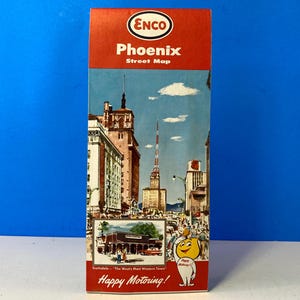 ENCO
Phoenix
Street Map
Scottsdale - "The West's Most Western Town"
Happy Motoring!